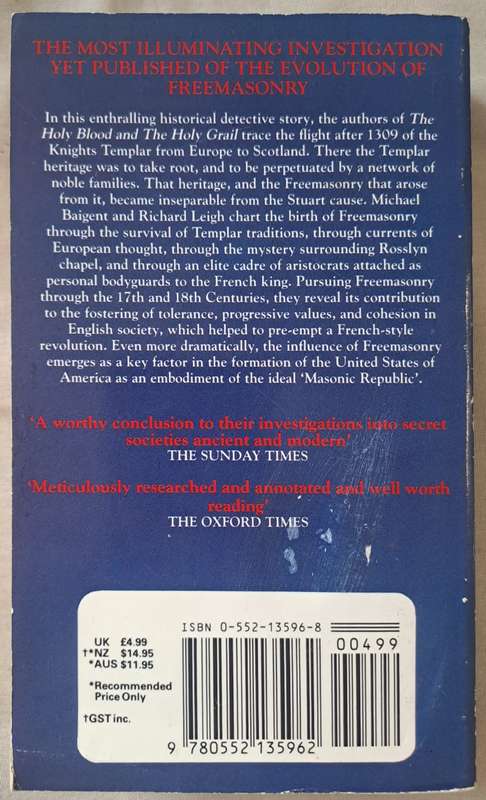 THE MOST ILLUMINATING INVESTIGATION
YET PUBLISHED OF THE EVOLUTION OF
FREEMASONRY
In this enthralling historical detective story, the authors of The
Holy Blood and The Holy Grail trace the flight after 1309 of the
Knights Templar from Europe to Scotland. There the Templar
heritage was to take root, and to be perpetuated by a network of
noble families. That heritage, and the Freemasonry that arose
from it, became inseparable from the Stuart cause. Michael
Baigent and Richard Leigh chart the birth of Freemasonry
through the survival of Templar traditions, through currents of
European thought, through the mystery surrounding Rosslyn
chapel, and through an elite cadre of aristocrats attached as
personal bodyguards to the French king. Pursuing Freemasonry
through the 17th and 18th Centuries, they reveal its contribution
to the fostering of tolerance, progressive values, and cohesion in
English society, which helped to pre-empt a French-style
revolution. Even more dramatically, the influence of Freemasonry
emerges as a key factor in the formation of the United States of
America as an embodiment of the ideal ‘Masonic Republic’.
‘A worthy conclusion to their investigations into secret
societies ancient and modern’
THE SUNDAY TIMES
‘Meticulously researched and annotated and well worth
reading’
THE OXFORD TIMES
UK £4.99
†*NZ $14.95
*AUS $11.95
*Recommended
Price Only
†GST inc.
ISBN 0-552-13596-8
00499
9 780552 135962